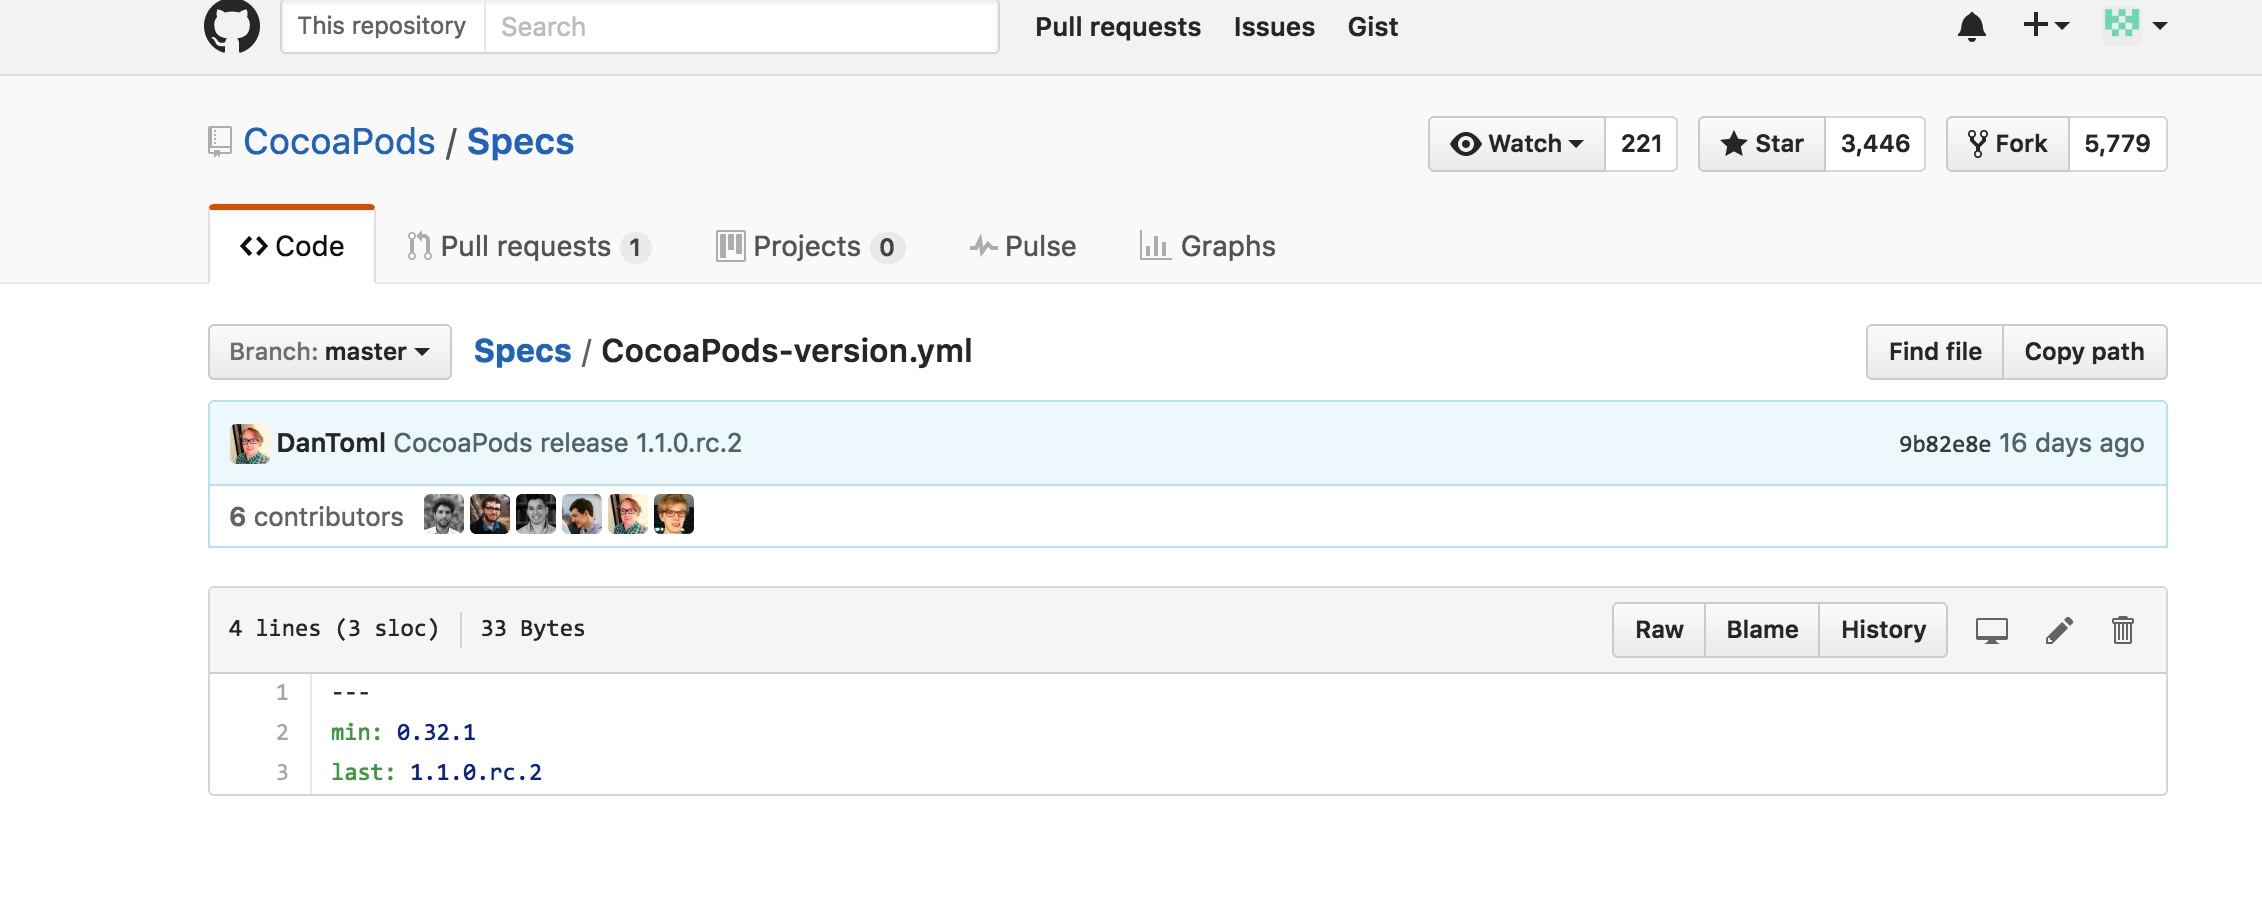 This repository Search Pull requests Issues Gist
CocoaPods / Specs Watch 221 Star 3,446 Fork 5,779
Code Pull requests 1 Projects 0 Pulse Graphs
Branch: master Specs / CocoaPods-version.yml Find file Copy path
DanToml CocoaPods release 1.1.0.rc.2 9b82e8e 16 days ago
6 contributors
4 lines (3 sloc) 33 Bytes Raw Blame History
1 ---
2 min: 0.32.1
3 last: 1.1.0.rc.2